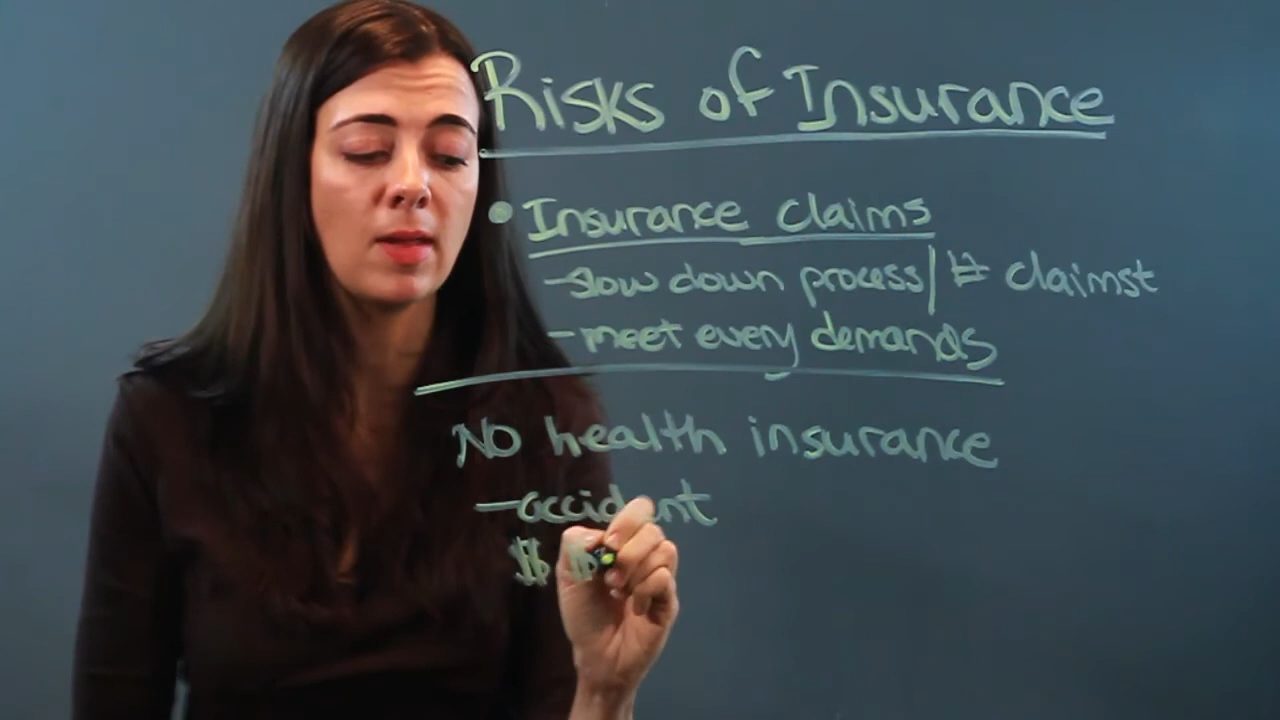 Risks of Insurance
• Insurance claims
- slow down process/# claimst
- meet every demands
No health insurance
- accident
$ $